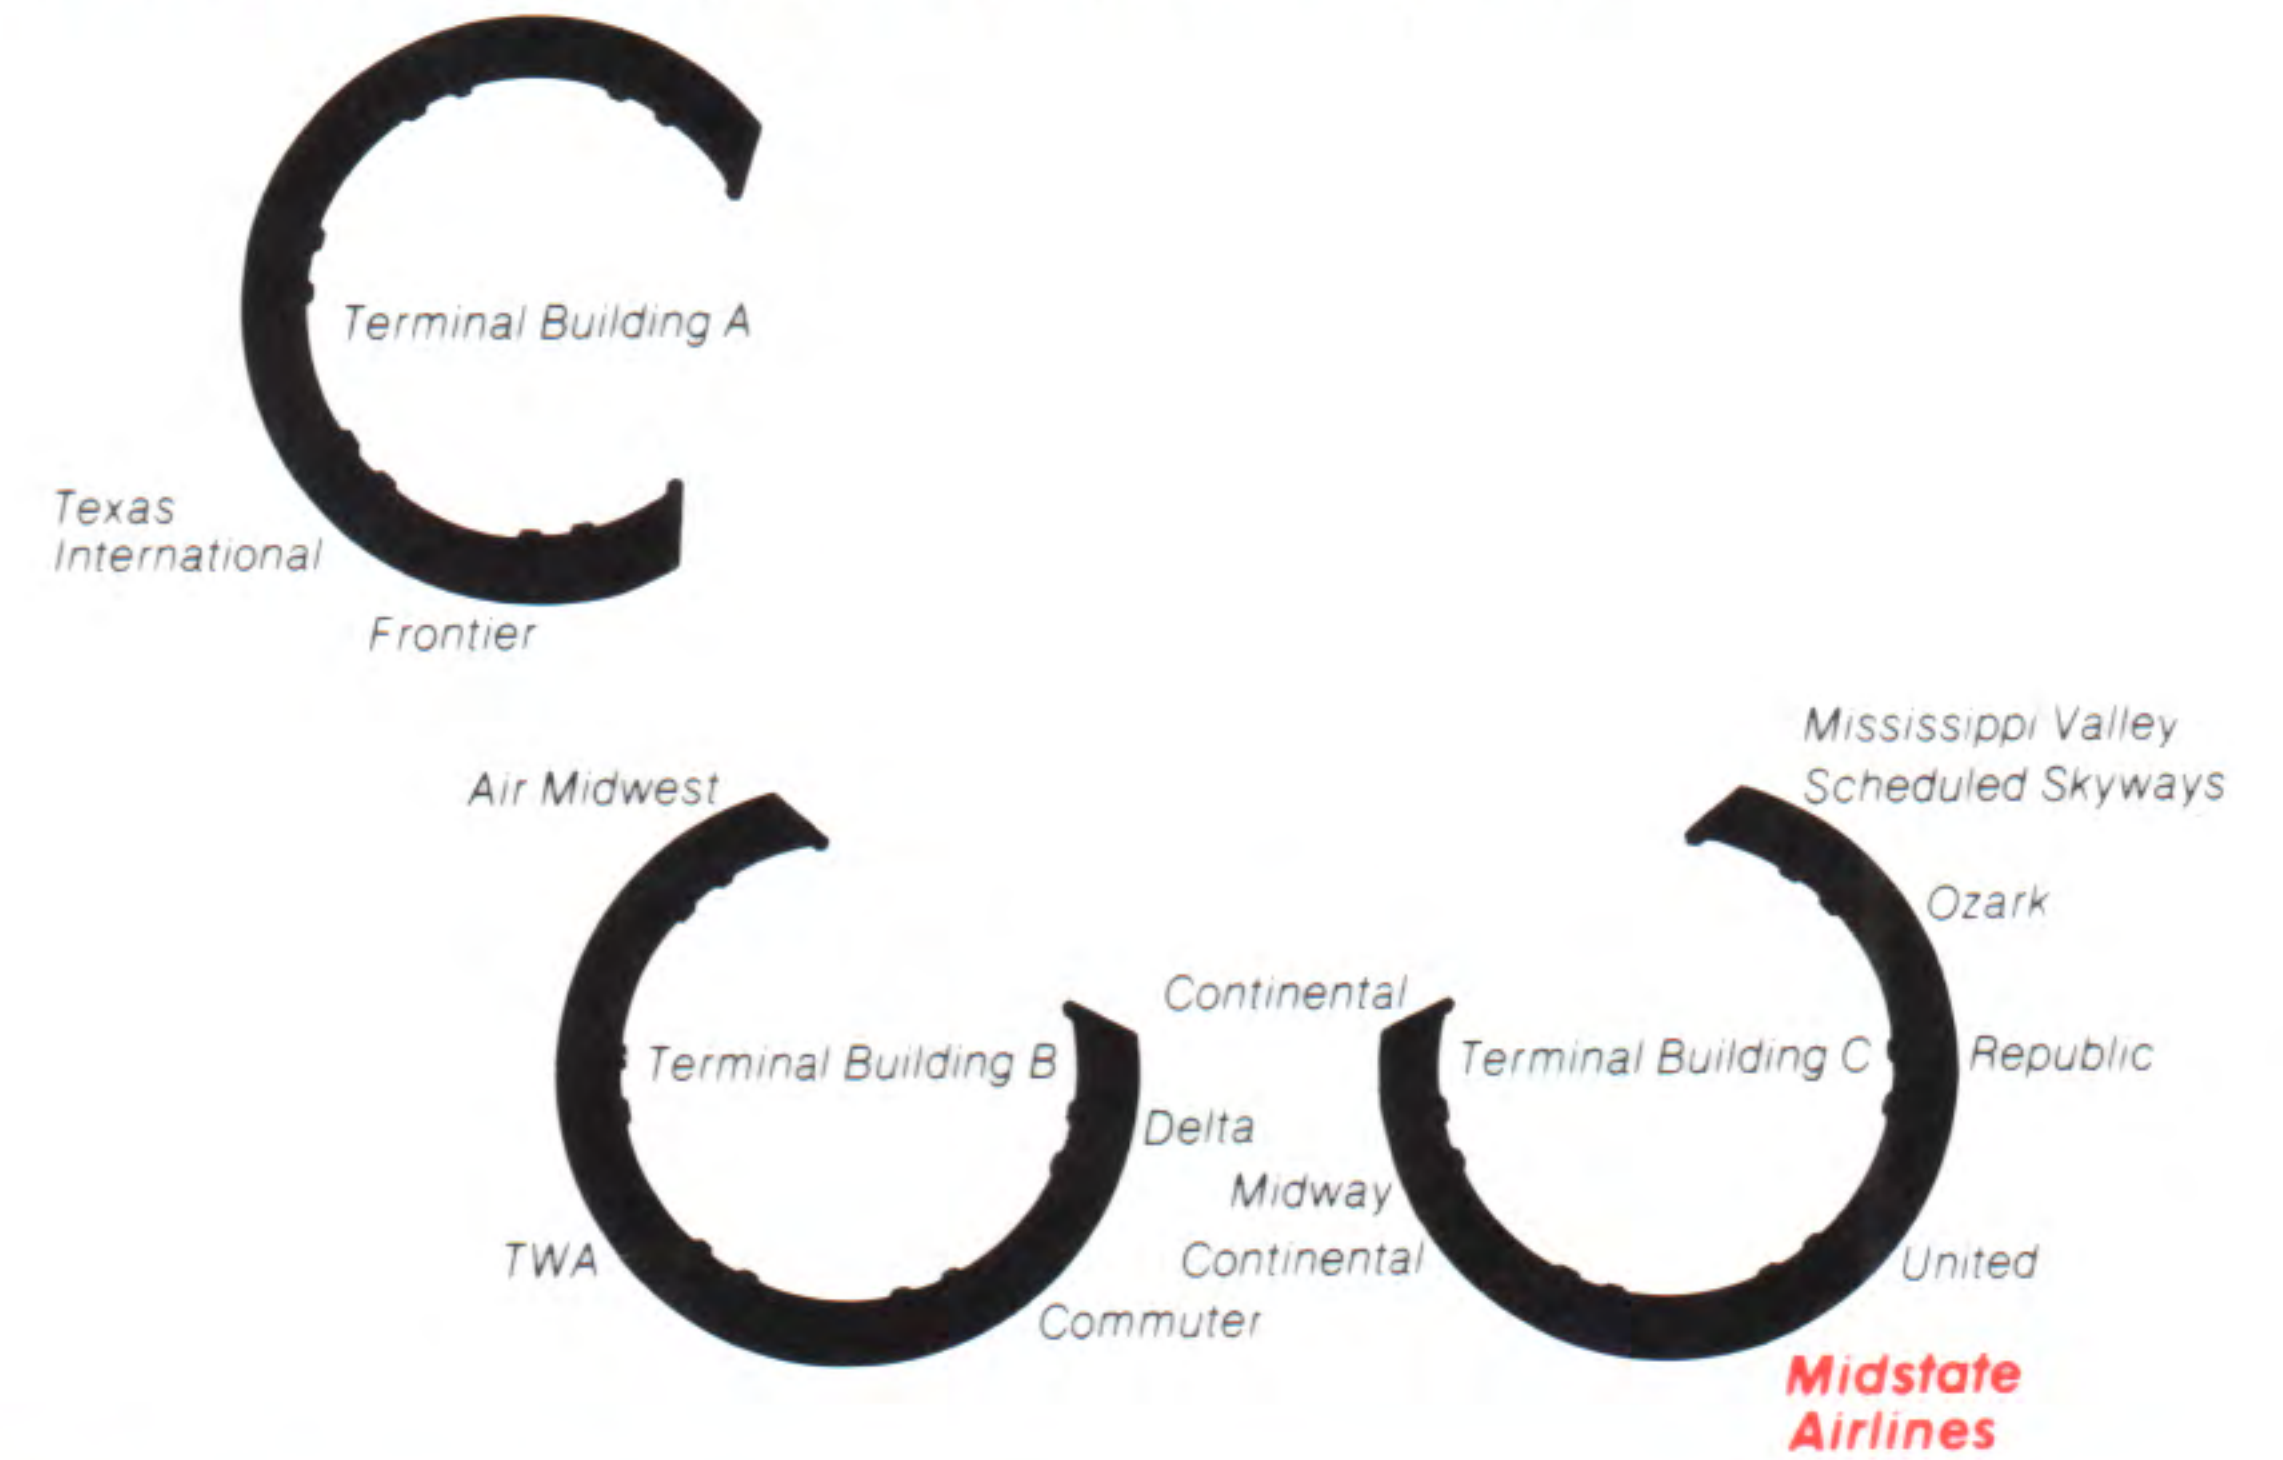 Terminal Building A
Texas
International
Frontier
Mississippi Valley
Scheduled Skyways
Air Midwest
Ozark
Continental
Terminal Building B
Terminal Building C
Republic
Delta
Midway
TWA
Continental
United
Commuter
Midstate
Airlines